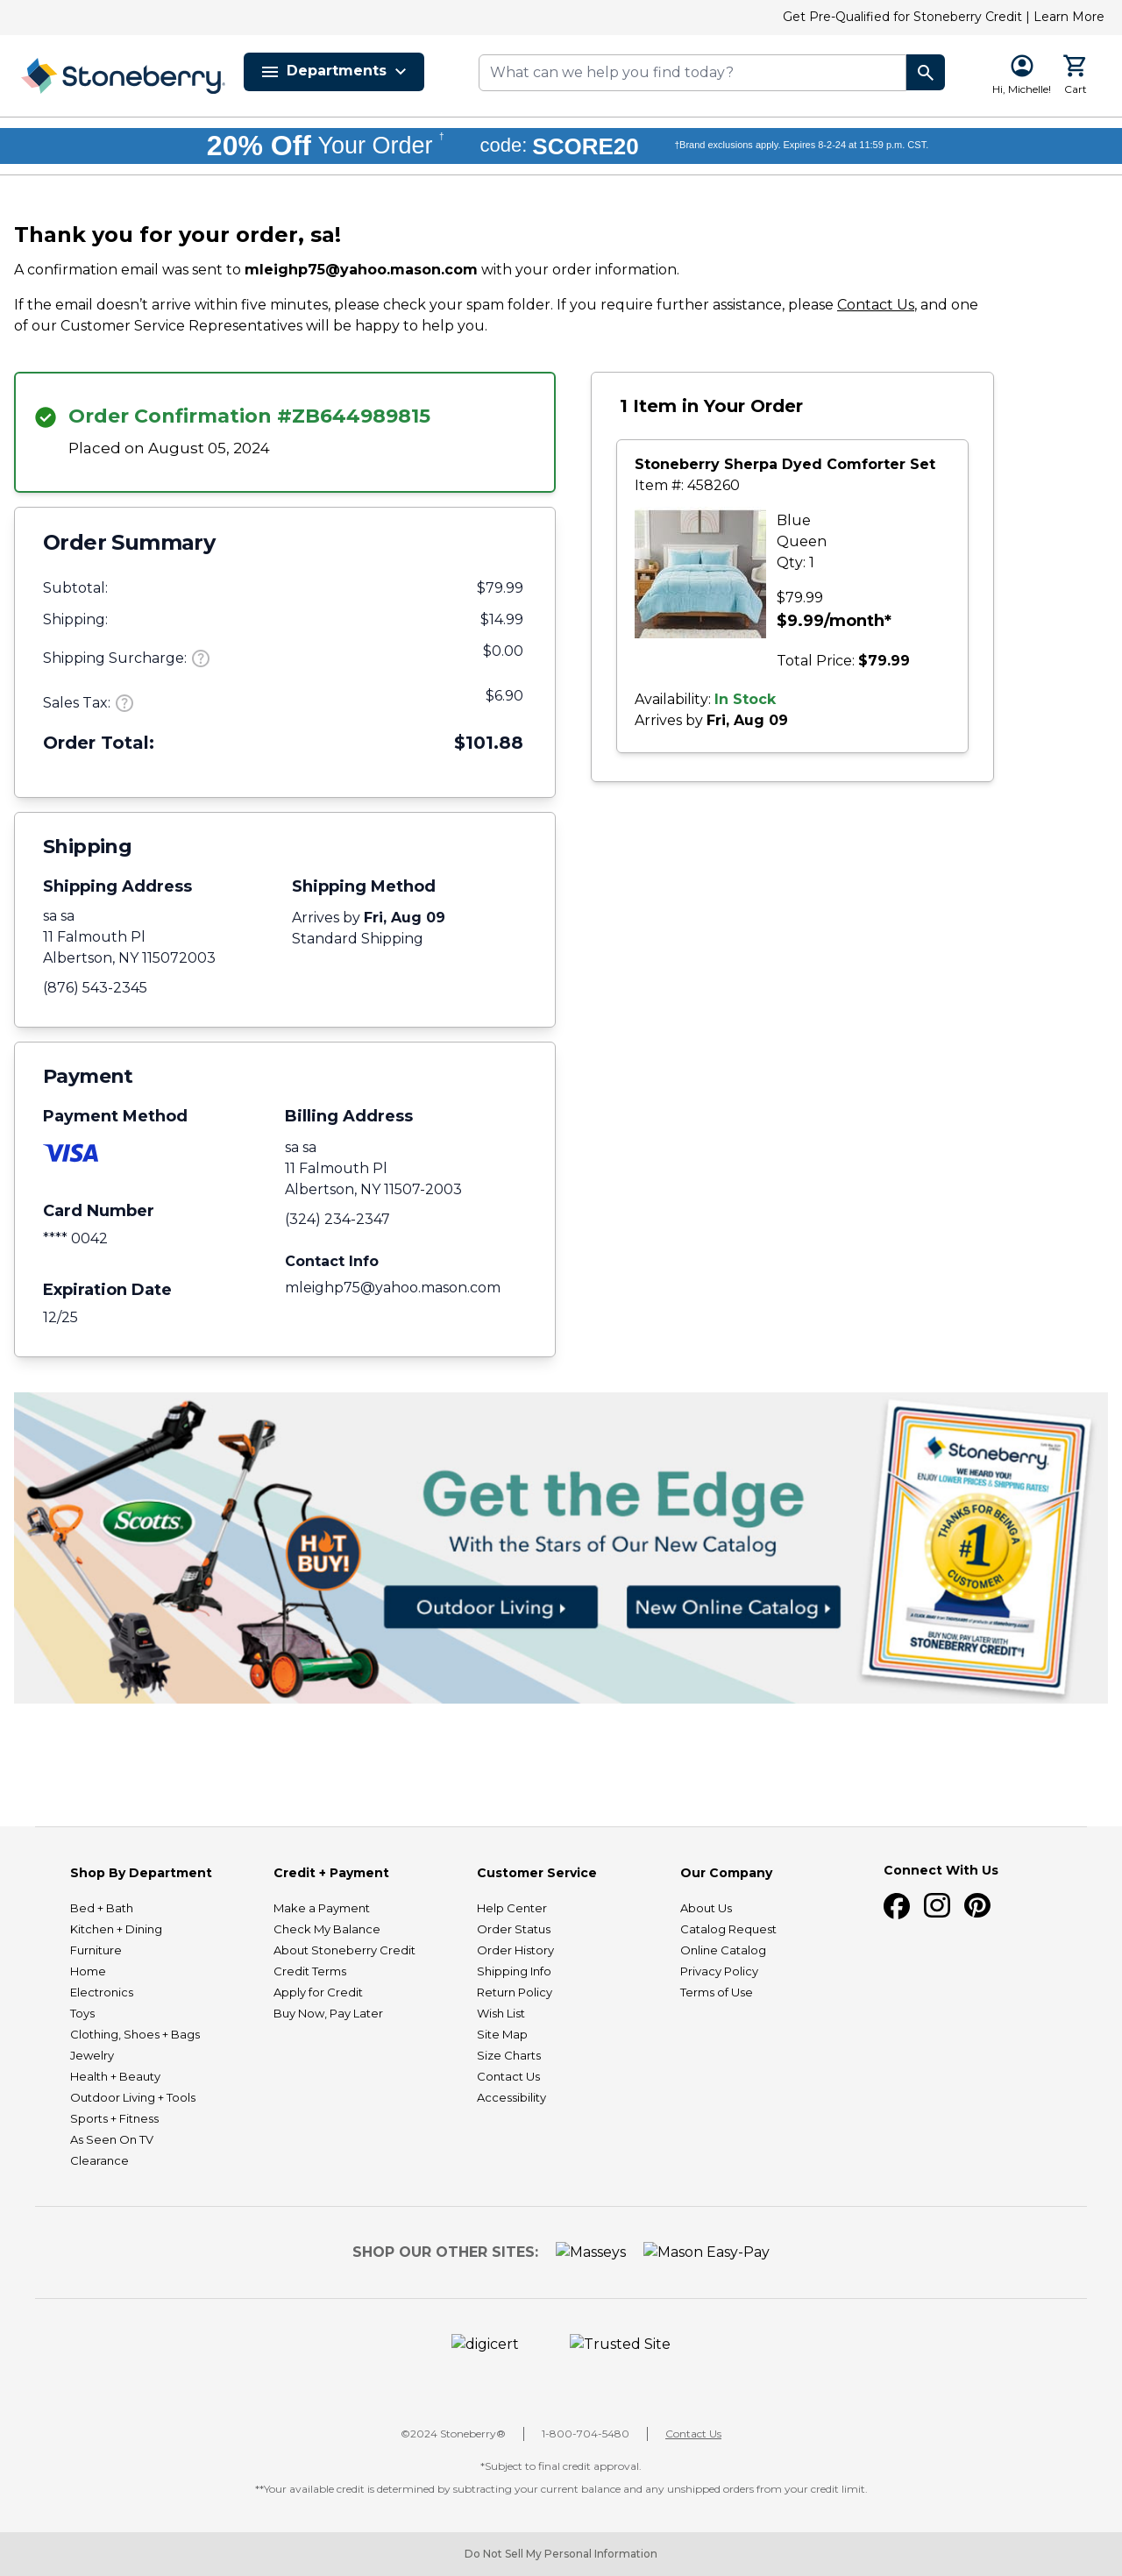 Get Pre-Qualified for Stoneberry Credit | Learn More
Stoneberry
Departments
What can we help you find today?
Hi, Michelle!
Cart
20% Off Your Order †
code: SCORE20
†Brand exclusions apply. Expires 8-2-24 at 11:59 p.m. CST.
Thank you for your order, sa!
A confirmation email was sent to mleighp75@yahoo.mason.com with your order information.
If the email doesn’t arrive within five minutes, please check your spam folder. If you require further assistance, please Contact Us, and one
of our Customer Service Representatives will be happy to help you.
Order Confirmation #ZB644989815
Placed on August 05, 2024
Order Summary
Subtotal: $79.99
Shipping: $14.99
Shipping Surcharge: ? $0.00
Sales Tax: ? $6.90
Order Total: $101.88
1 Item in Your Order
Stoneberry Sherpa Dyed Comforter Set
Item #: 458260
Blue
Queen
Qty: 1
$79.99
$9.99/month*
Total Price: $79.99
Availability: In Stock
Arrives by Fri, Aug 09
Shipping
Shipping Address
sa sa
11 Falmouth Pl
Albertson, NY 115072003
(876) 543-2345
Shipping Method
Arrives by Fri, Aug 09
Standard Shipping
Payment
Payment Method
VISA
Card Number
**** 0042
Expiration Date
12/25
Billing Address
sa sa
11 Falmouth Pl
Albertson, NY 11507-2003
(324) 234-2347
Contact Info
mleighp75@yahoo.mason.com
Scotts
HOT
BUY!
Get the Edge
With the Stars of Our New Catalog
Outdoor Living
New Online Catalog
Stoneberry
WE HEARD YOU!
ENJOY LOWER PRICES & SHIPPING RATES!
THANKS FOR BEING A
#1
CUSTOMER!
BUY NOW, PAY LATER WITH
STONEBERRY CREDIT®!
Shop By Department
Bed + Bath
Kitchen + Dining
Furniture
Home
Electronics
Toys
Clothing, Shoes + Bags
Jewelry
Health + Beauty
Outdoor Living + Tools
Sports + Fitness
As Seen On TV
Clearance
Credit + Payment
Make a Payment
Check My Balance
About Stoneberry Credit
Credit Terms
Apply for Credit
Buy Now, Pay Later
Customer Service
Help Center
Order Status
Order History
Shipping Info
Return Policy
Wish List
Site Map
Size Charts
Contact Us
Accessibility
Our Company
About Us
Catalog Request
Online Catalog
Privacy Policy
Terms of Use
Connect With Us
SHOP OUR OTHER SITES: Masseys Mason Easy-Pay
digicert Trusted Site
©2024 Stoneberry® 1-800-704-5480 Contact Us
*Subject to final credit approval.
**Your available credit is determined by subtracting your current balance and any unshipped orders from your credit limit.
Do Not Sell My Personal Information